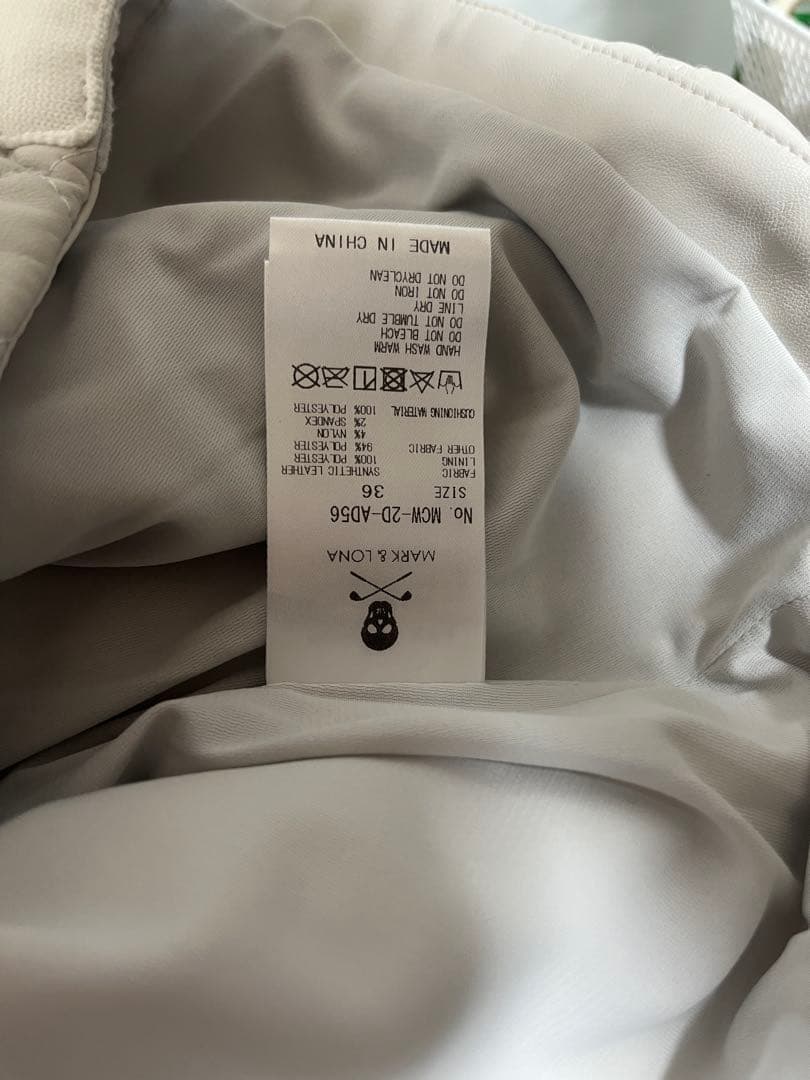 MARK & LONA
No. MCW-2D-AD56
SIZE 36
FABRIC SYNTHETIC LEATHER
LINING 100% POLYESTER
OTHER FABRIC 94% POLYESTER
4% NYLON
2% SPANDEX
CUSHIONING MATERIAL 100% POLYESTER
HAND WASH WARM
DO NOT BLEACH
DO NOT TUMBLE DRY
LINE DRY
DO NOT IRON
DO NOT DRYCLEAN
MADE IN CHINA